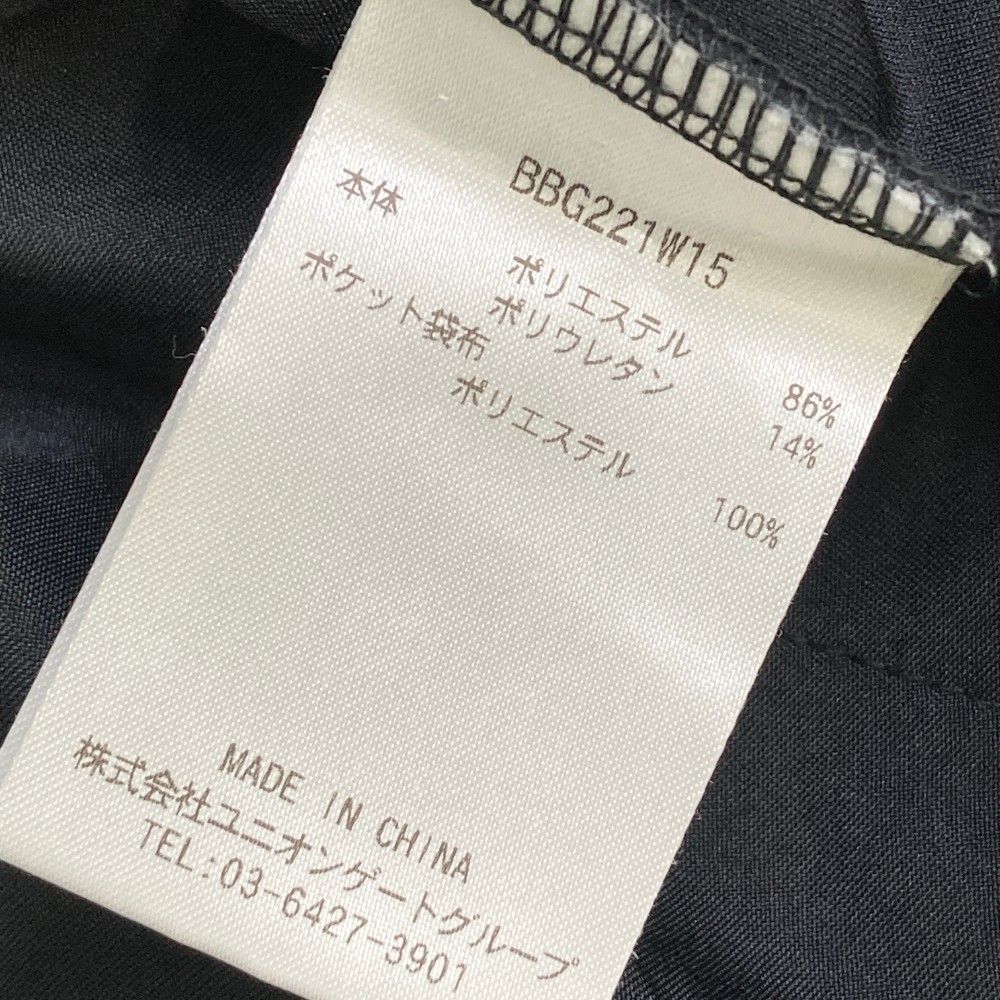 BBG221W15
本体
ポリエステル 86%
ポリウレタン 14%
ポケット袋布
ポリエステル 100%
MADE IN CHINA
株式会社ユニオンゲートグループ
TEL:03-6427-3901